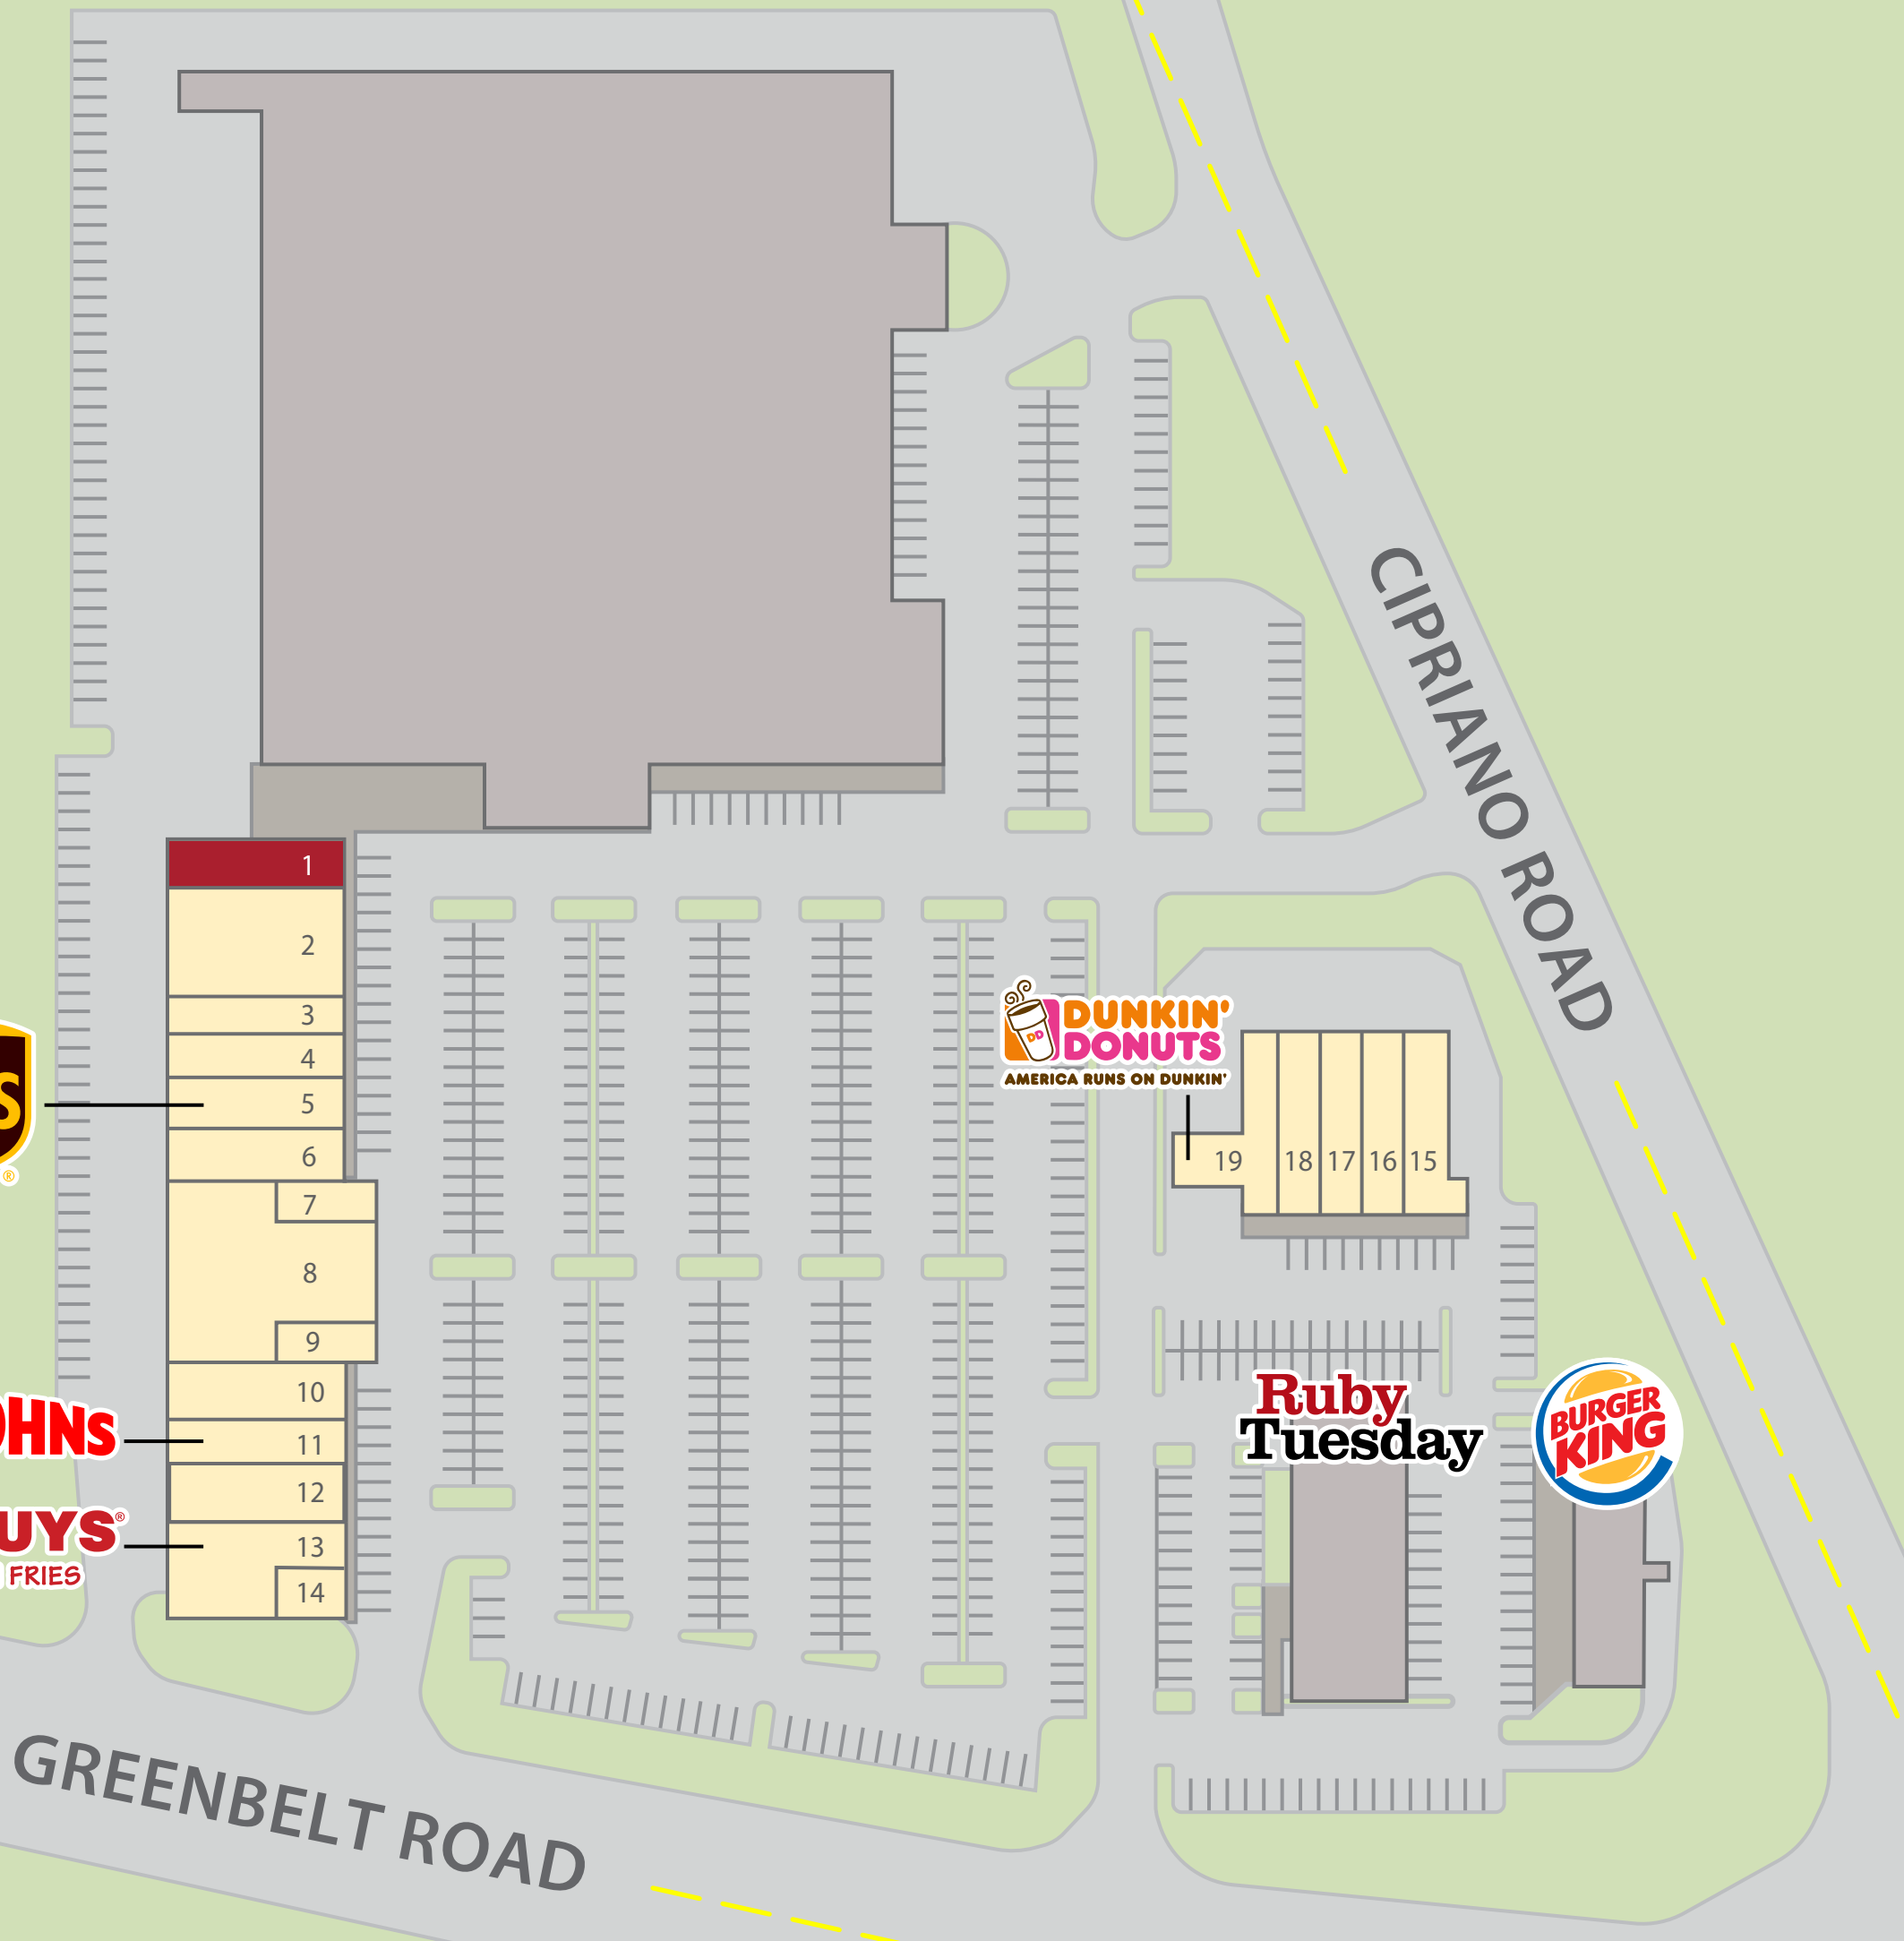 CIPRIANO ROAD
1
2
3
4
5
6
7
8
9
10
11
12
13
14
S
®
OHNs
UYS®
FRIES
DUNKIN'
DONUTS
DD
AMERICA RUNS ON DUNKIN'
19 18 17 16 15
Ruby
Tuesday
BURGER
KING
GREENBELT ROAD